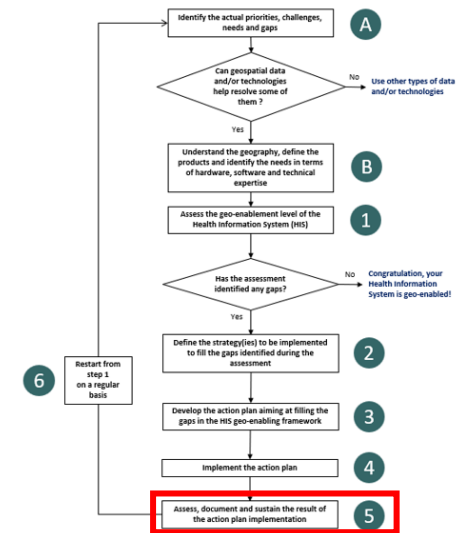 Identify the actual priorities, challenges,
needs and gaps
A
Can geospatial data
and/or technologies
help resolve some of
them ?
No
Use other types of data
and/or technologies
Yes
Understand the geography, define the
products and identify the needs in terms
of hardware, software and technical
expertise
B
Assess the geo-enablement level of the
Health Information System (HIS)
1
Has the assessment
identified any gaps?
No
Congratulation, your
Health Information
System is geo-enabled!
Yes
Define the strategy(ies) to be implemented
to fill the gaps identified during the
assessment
2
6
Restart from
step 1
on a regular
basis
Develop the action plan aiming at filling the
gaps in the HIS geo-enabling framework
3
Implement the action plan
4
Assess, document and sustain the result of
the action plan implementation
5